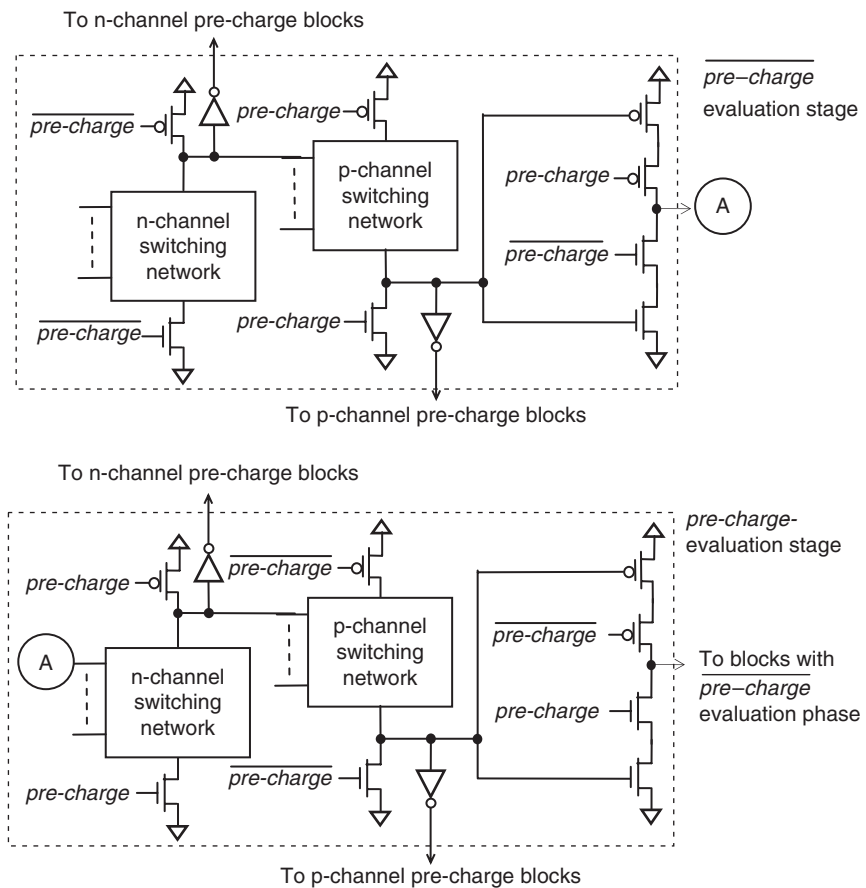 To n-channel pre-charge blocks
pre–charge
evaluation stage
pre-charge
pre-charge
p-channel
switching
network
pre-charge
A
n-channel
switching
network
pre-charge
pre-charge
pre-charge
To p-channel pre-charge blocks
To n-channel pre-charge blocks
pre-charge-
evaluation stage
pre-charge
pre-charge
p-channel
switching
network
pre-charge
A
n-channel
switching
network
To blocks with
pre–charge
evaluation phase
pre-charge
pre-charge
pre-charge
To p-channel pre-charge blocks